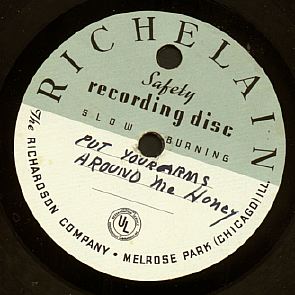 RICHELAIN
Safety
recording disc
SLOW BURNING
PUT YOUR ARMS
AROUND Me Honey
UL
The RICHARDSON COMPANY • MELROSE PARK (CHICAGO) ILL.